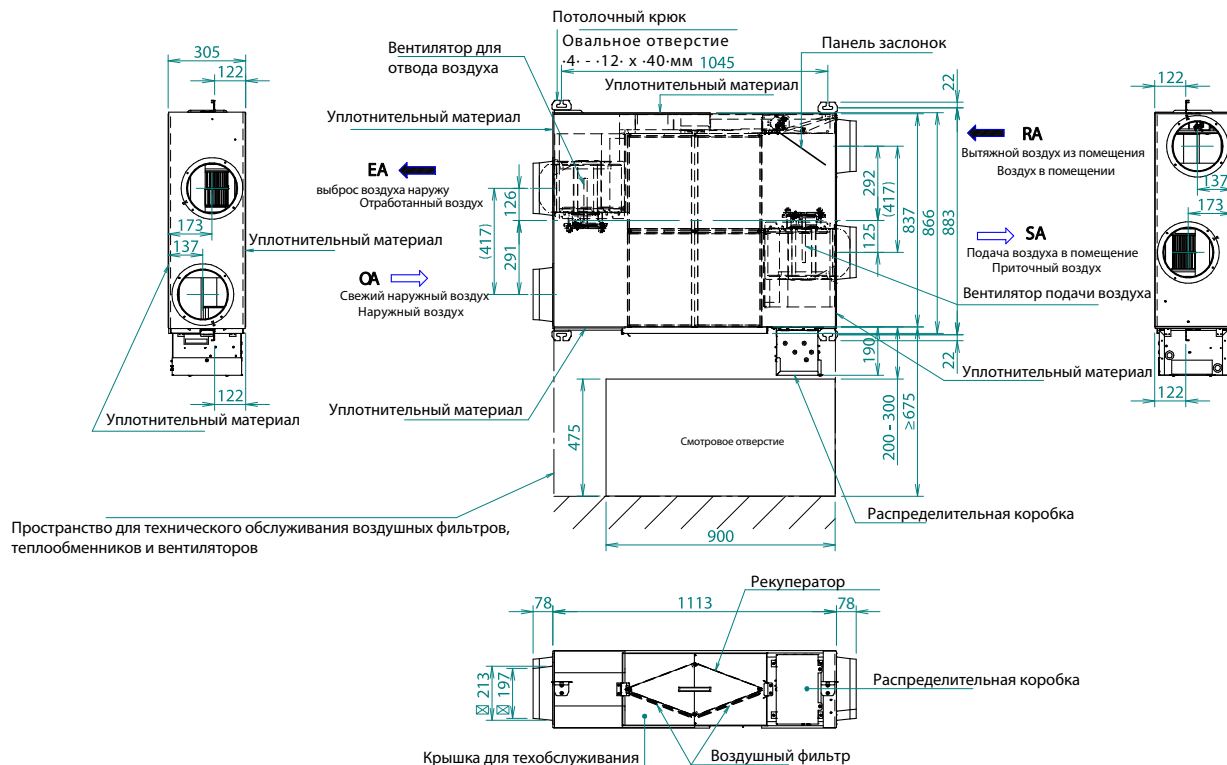 Потолочный крюк
Овальное отверстие
·4· - ·12· x ·40·мм
1045
Вентилятор для
отвода воздуха
Панель заслонок
Уплотнительный материал
Уплотнительный материал
305
122
122
22
EA
выброс воздуха наружу
Отработанный воздух
RA
Вытяжной воздух из помещения
Воздух в помещении
126
(417)
291
292
(417)
125
837
866
883
137
173
173
137
Уплотнительный материал
OA
Свежий наружный воздух
Наружный воздух
SA
Подача воздуха в помещение
Приточный воздух
Вентилятор подачи воздуха
190
22
Уплотнительный материал
122
122
Уплотнительный материал
Уплотнительный материал
475
Смотровое отверстие
200 - 300
≥675
Распределительная коробка
Пространство для технического обслуживания воздушных фильтров,
теплообменников и вентиляторов
900
Рекуператор
78
1113
78
213
197
Распределительная коробка
Крышка для техобслуживания
Воздушный фильтр